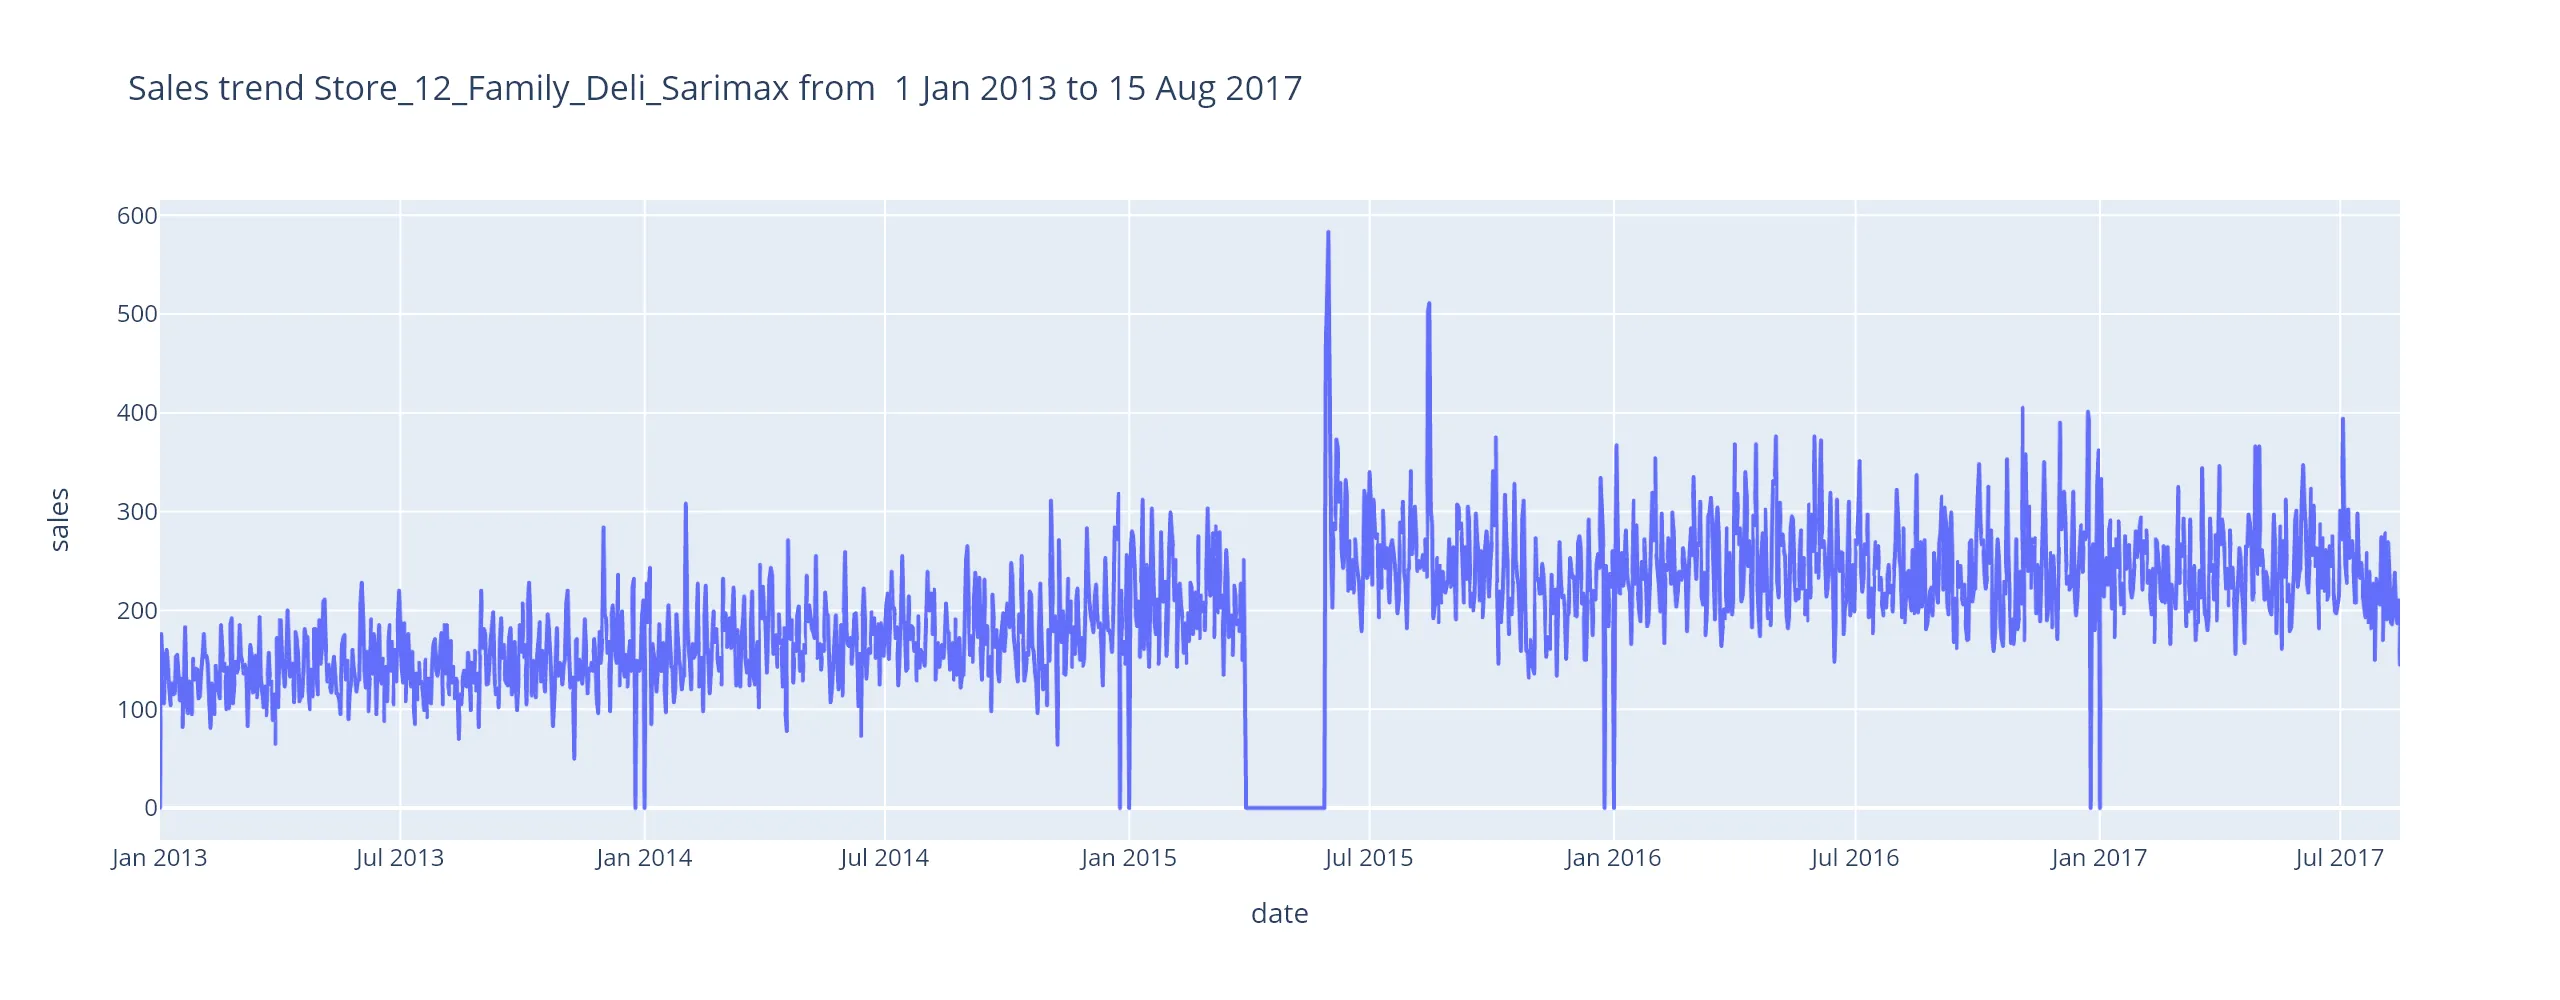 Sales trend Store_12_Family_Deli_Sarimax from  1 Jan 2013 to 15 Aug 2017
600
500
400
300
200
100
0
sales
Jan 2013 Jul 2013 Jan 2014 Jul 2014 Jan 2015 Jul 2015 Jan 2016 Jul 2016 Jan 2017 Jul 2017
date